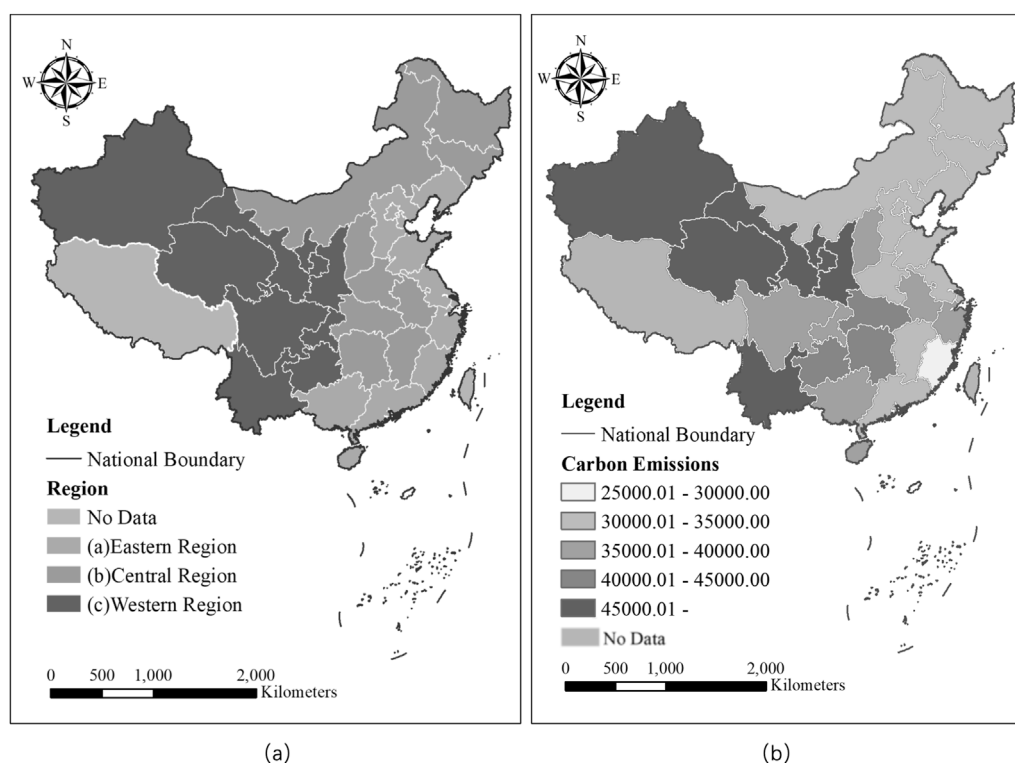 N
W E
S
Legend
National Boundary
Region
No Data
(a)Eastern Region
(b)Central Region
(c)Western Region
0 500 1,000 2,000
Kilometers
(a)
N
W E
S
Legend
National Boundary
Carbon Emissions
25000.01 - 30000.00
30000.01 - 35000.00
35000.01 - 40000.00
40000.01 - 45000.00
45000.01 -
No Data
0 500 1,000 2,000
Kilometers
(b)